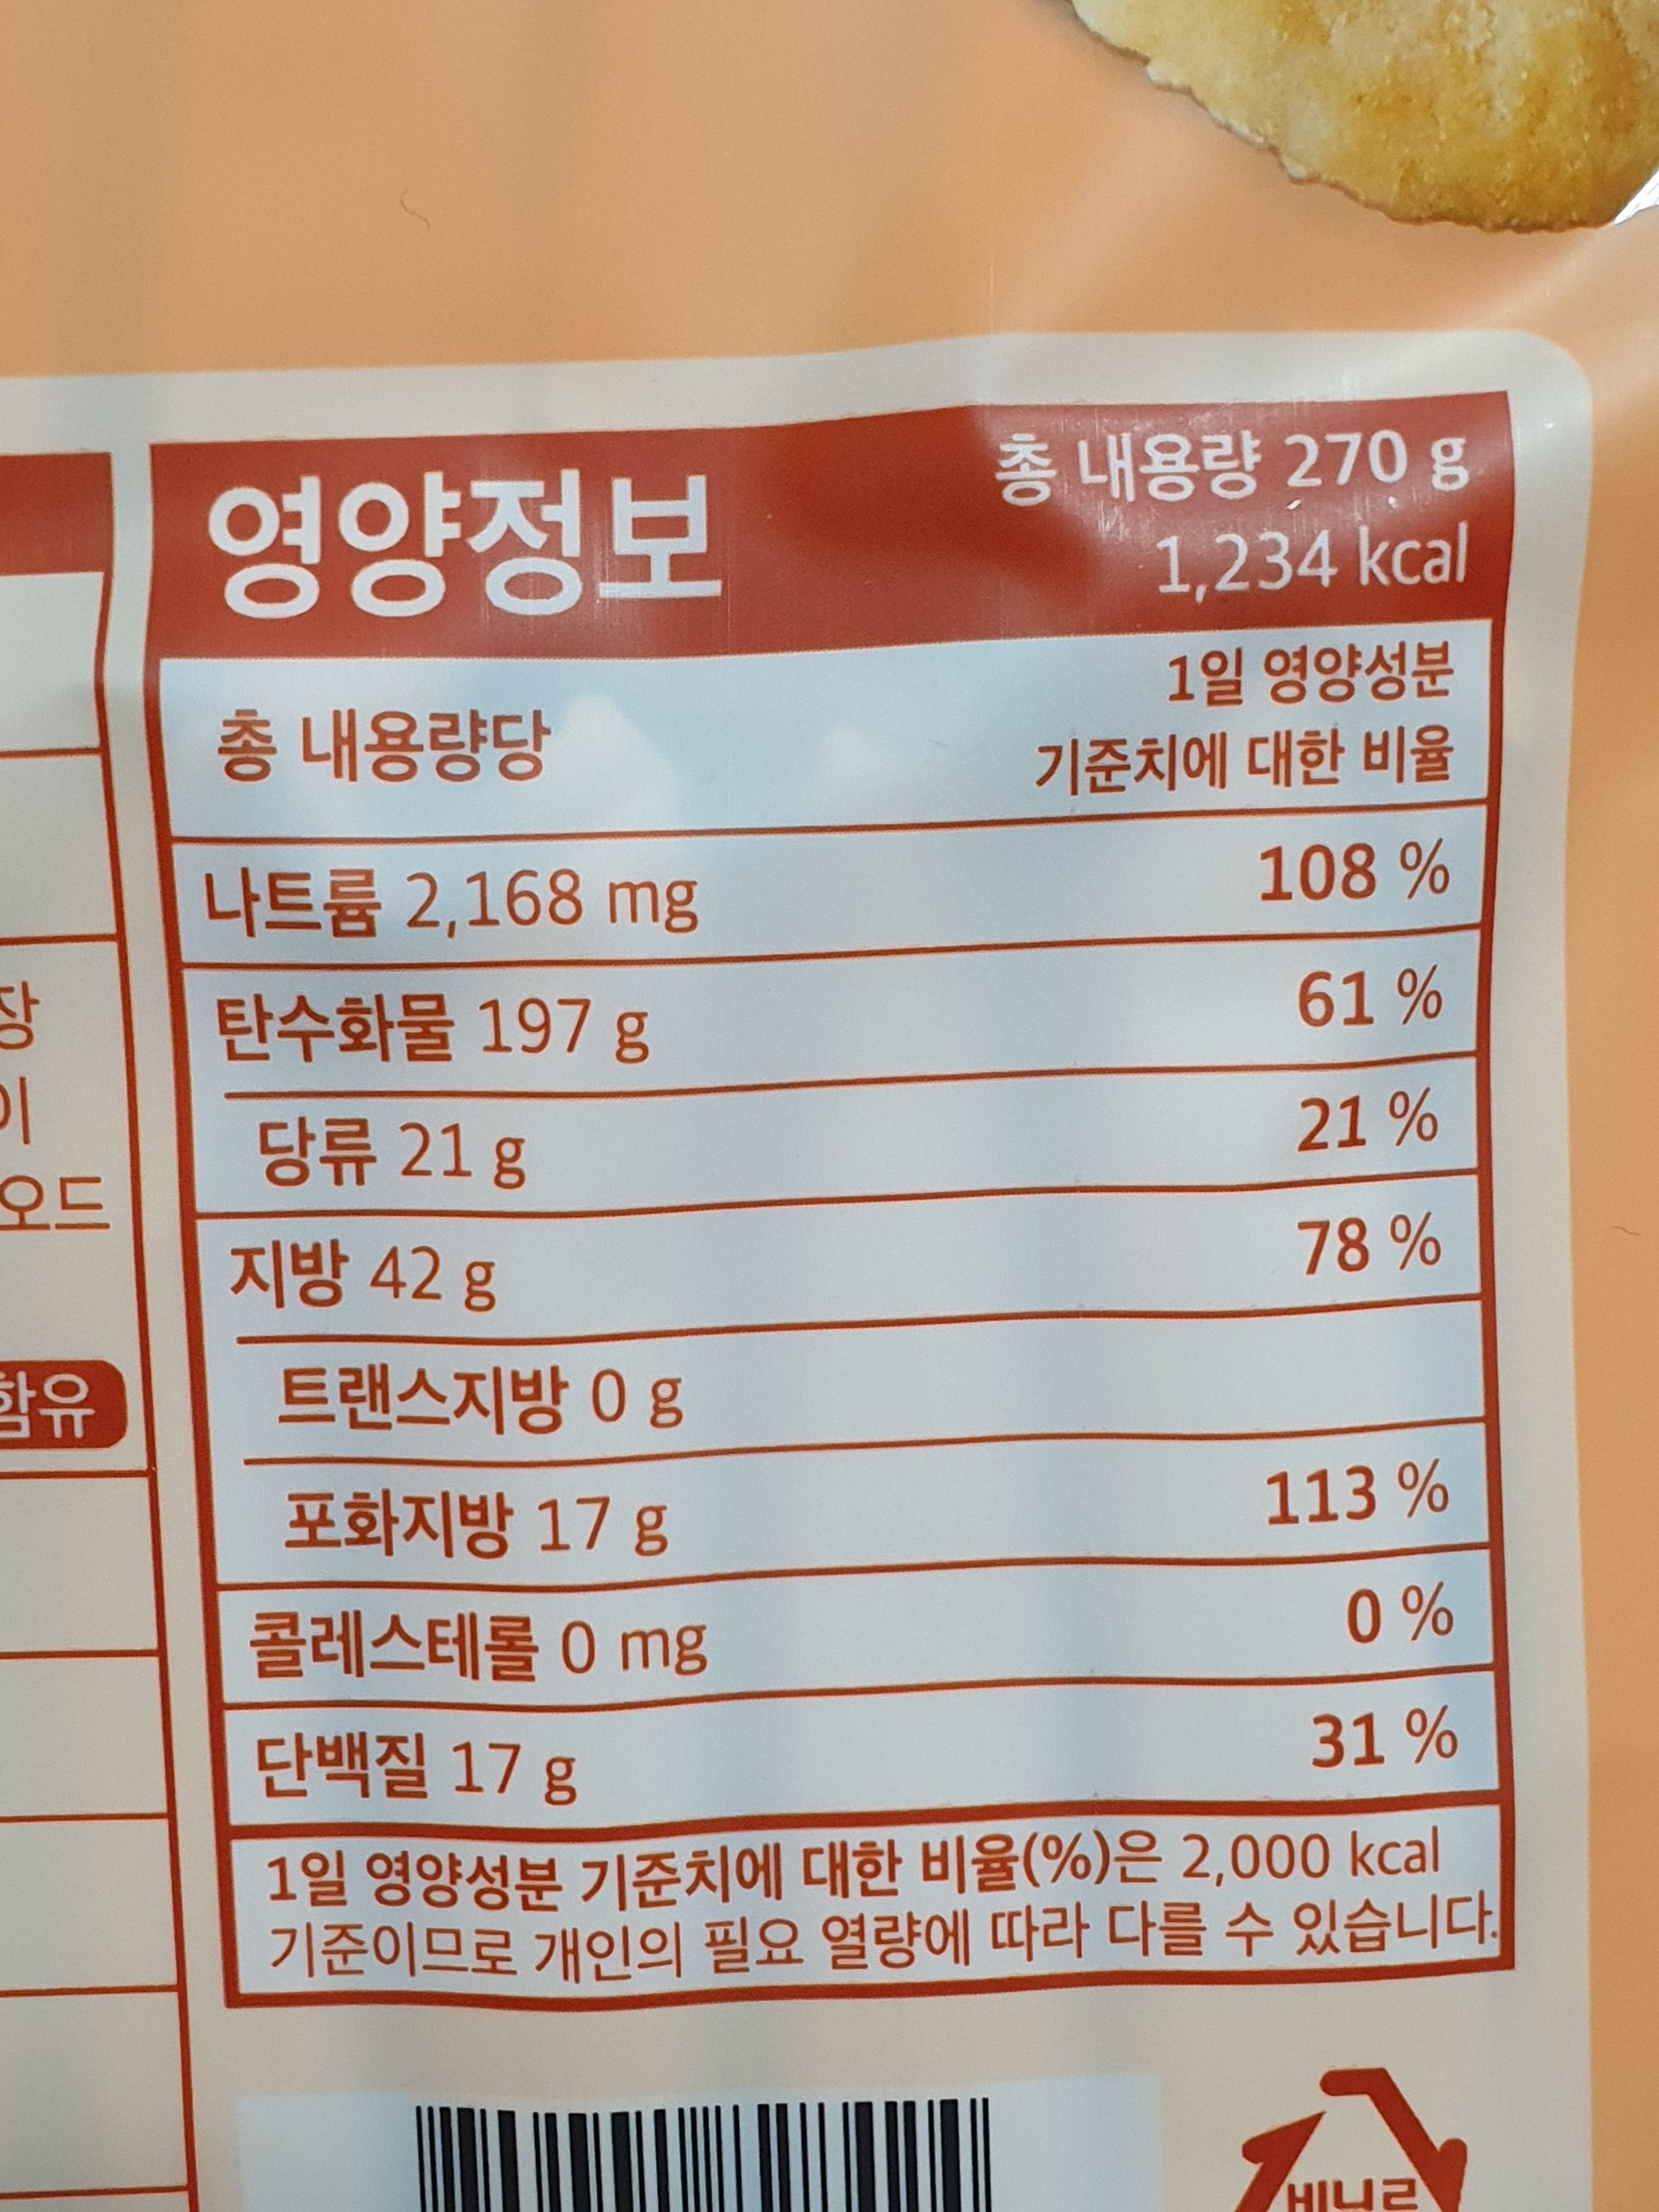 영양정보
총 내용량 270 g
1,234 kcal
총 내용량당
1일 영양성분
기준치에 대한 비율
나트륨 2,168 mg 108 %
탄수화물 197 g 61 %
당류 21 g 21 %
지방 42 g 78 %
트랜스지방 0 g
포화지방 17 g 113 %
콜레스테롤 0 mg 0 %
단백질 17 g 31 %
1일 영양성분 기준치에 대한 비율(%)은 2,000 kcal
기준이므로 개인의 필요 열량에 따라 다를 수 있습니다.
장
이
오드
함유